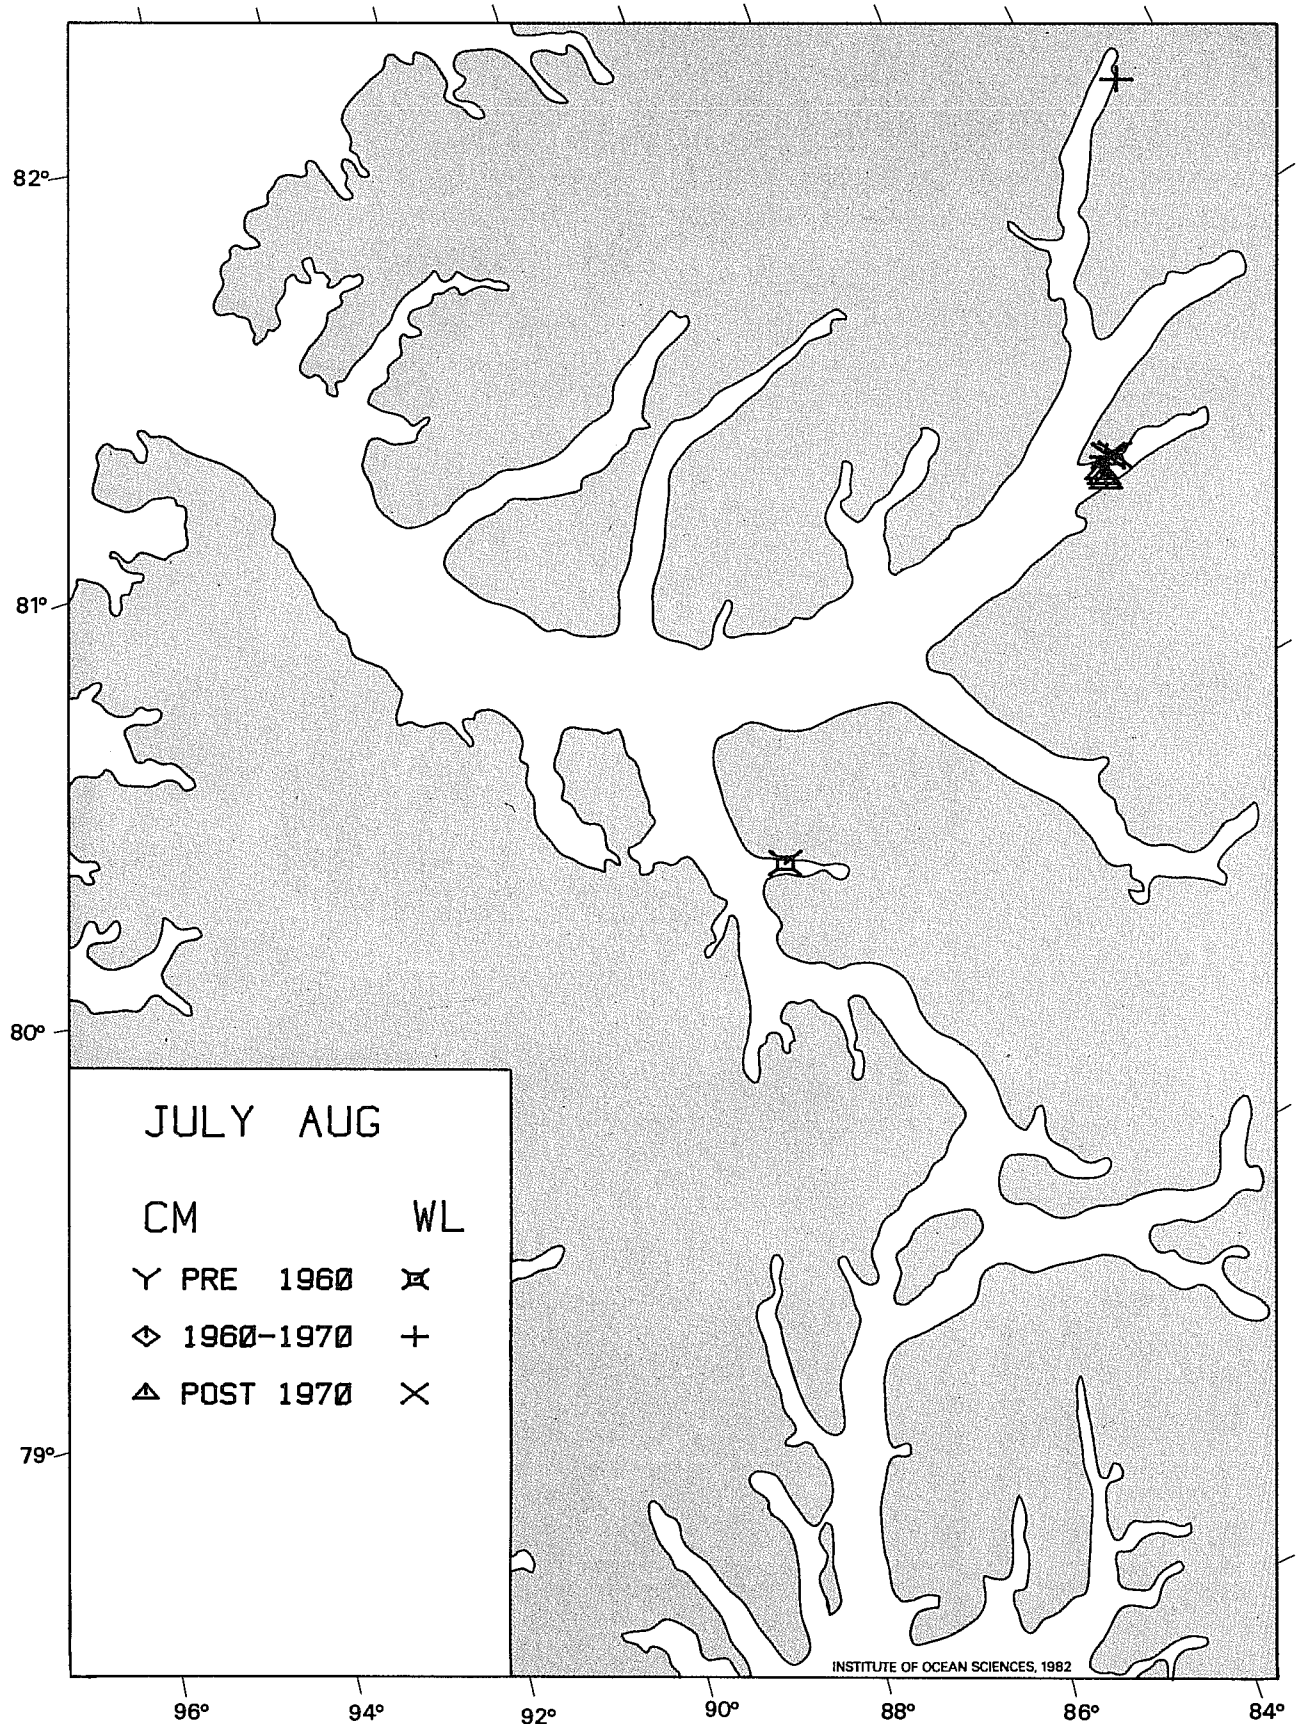 82°
81°
80°
JULY AUG
CM WL
PRE 1960
1960-1970
POST 1970
79°
INSTITUTE OF OCEAN SCIENCES, 1982
96° 94° 92° 90° 88° 86° 84°